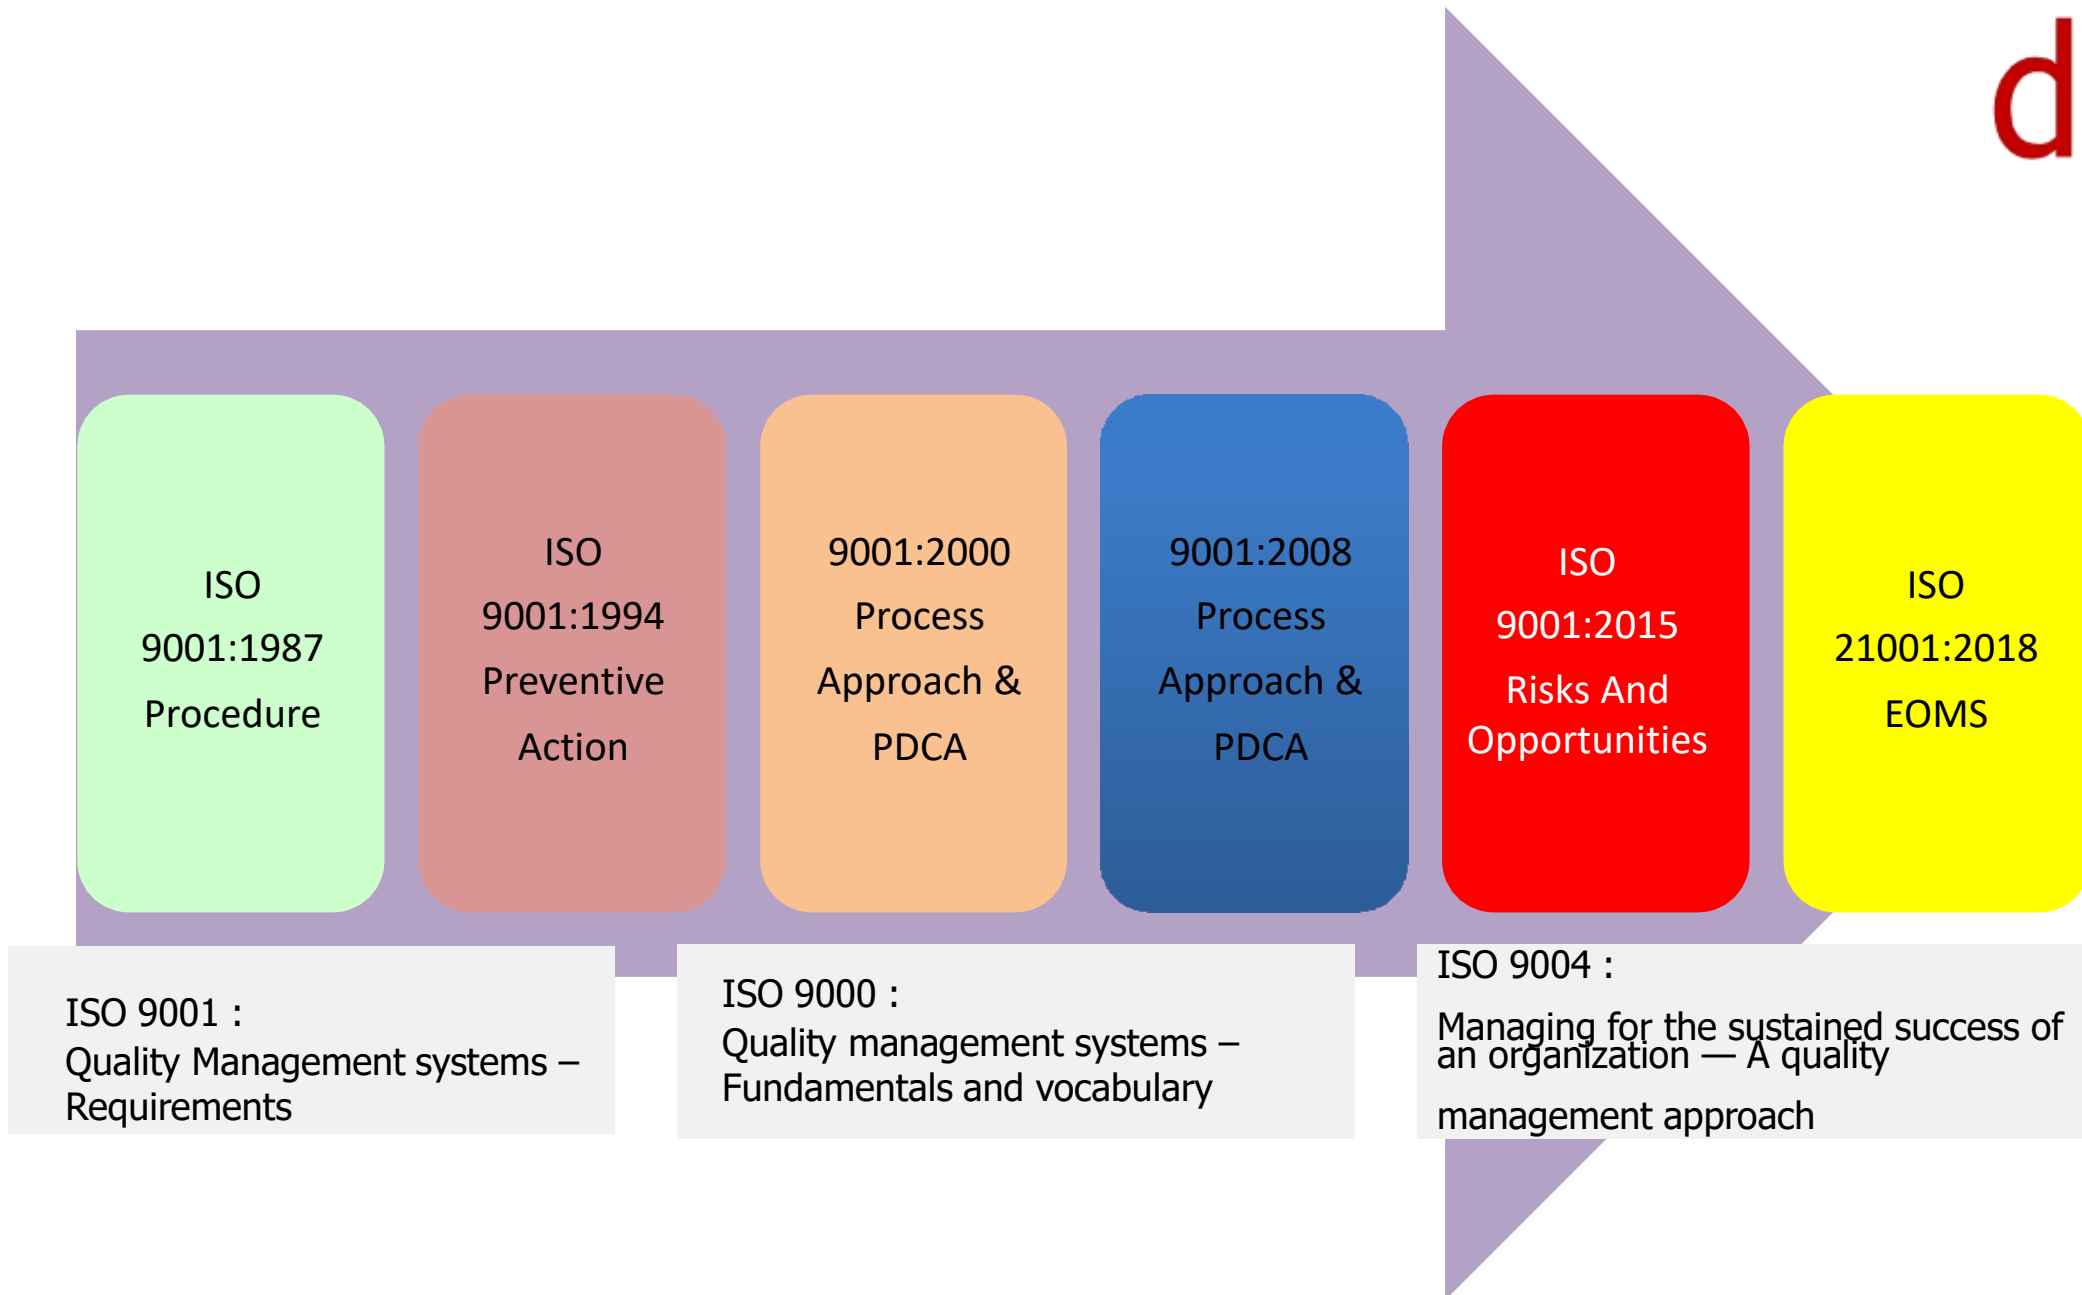 d
ISO
9001:1987
Procedure
ISO
9001:1994
Preventive
Action
9001:2000
Process
Approach &
PDCA
9001:2008
Process
Approach &
PDCA
ISO
9001:2015
Risks And
Opportunities
ISO
21001:2018
EOMS
ISO 9001 :
Quality Management systems –
Requirements
ISO 9000 :
Quality management systems –
Fundamentals and vocabulary
ISO 9004 :
Managing for the sustained success of
an organization — A quality
management approach